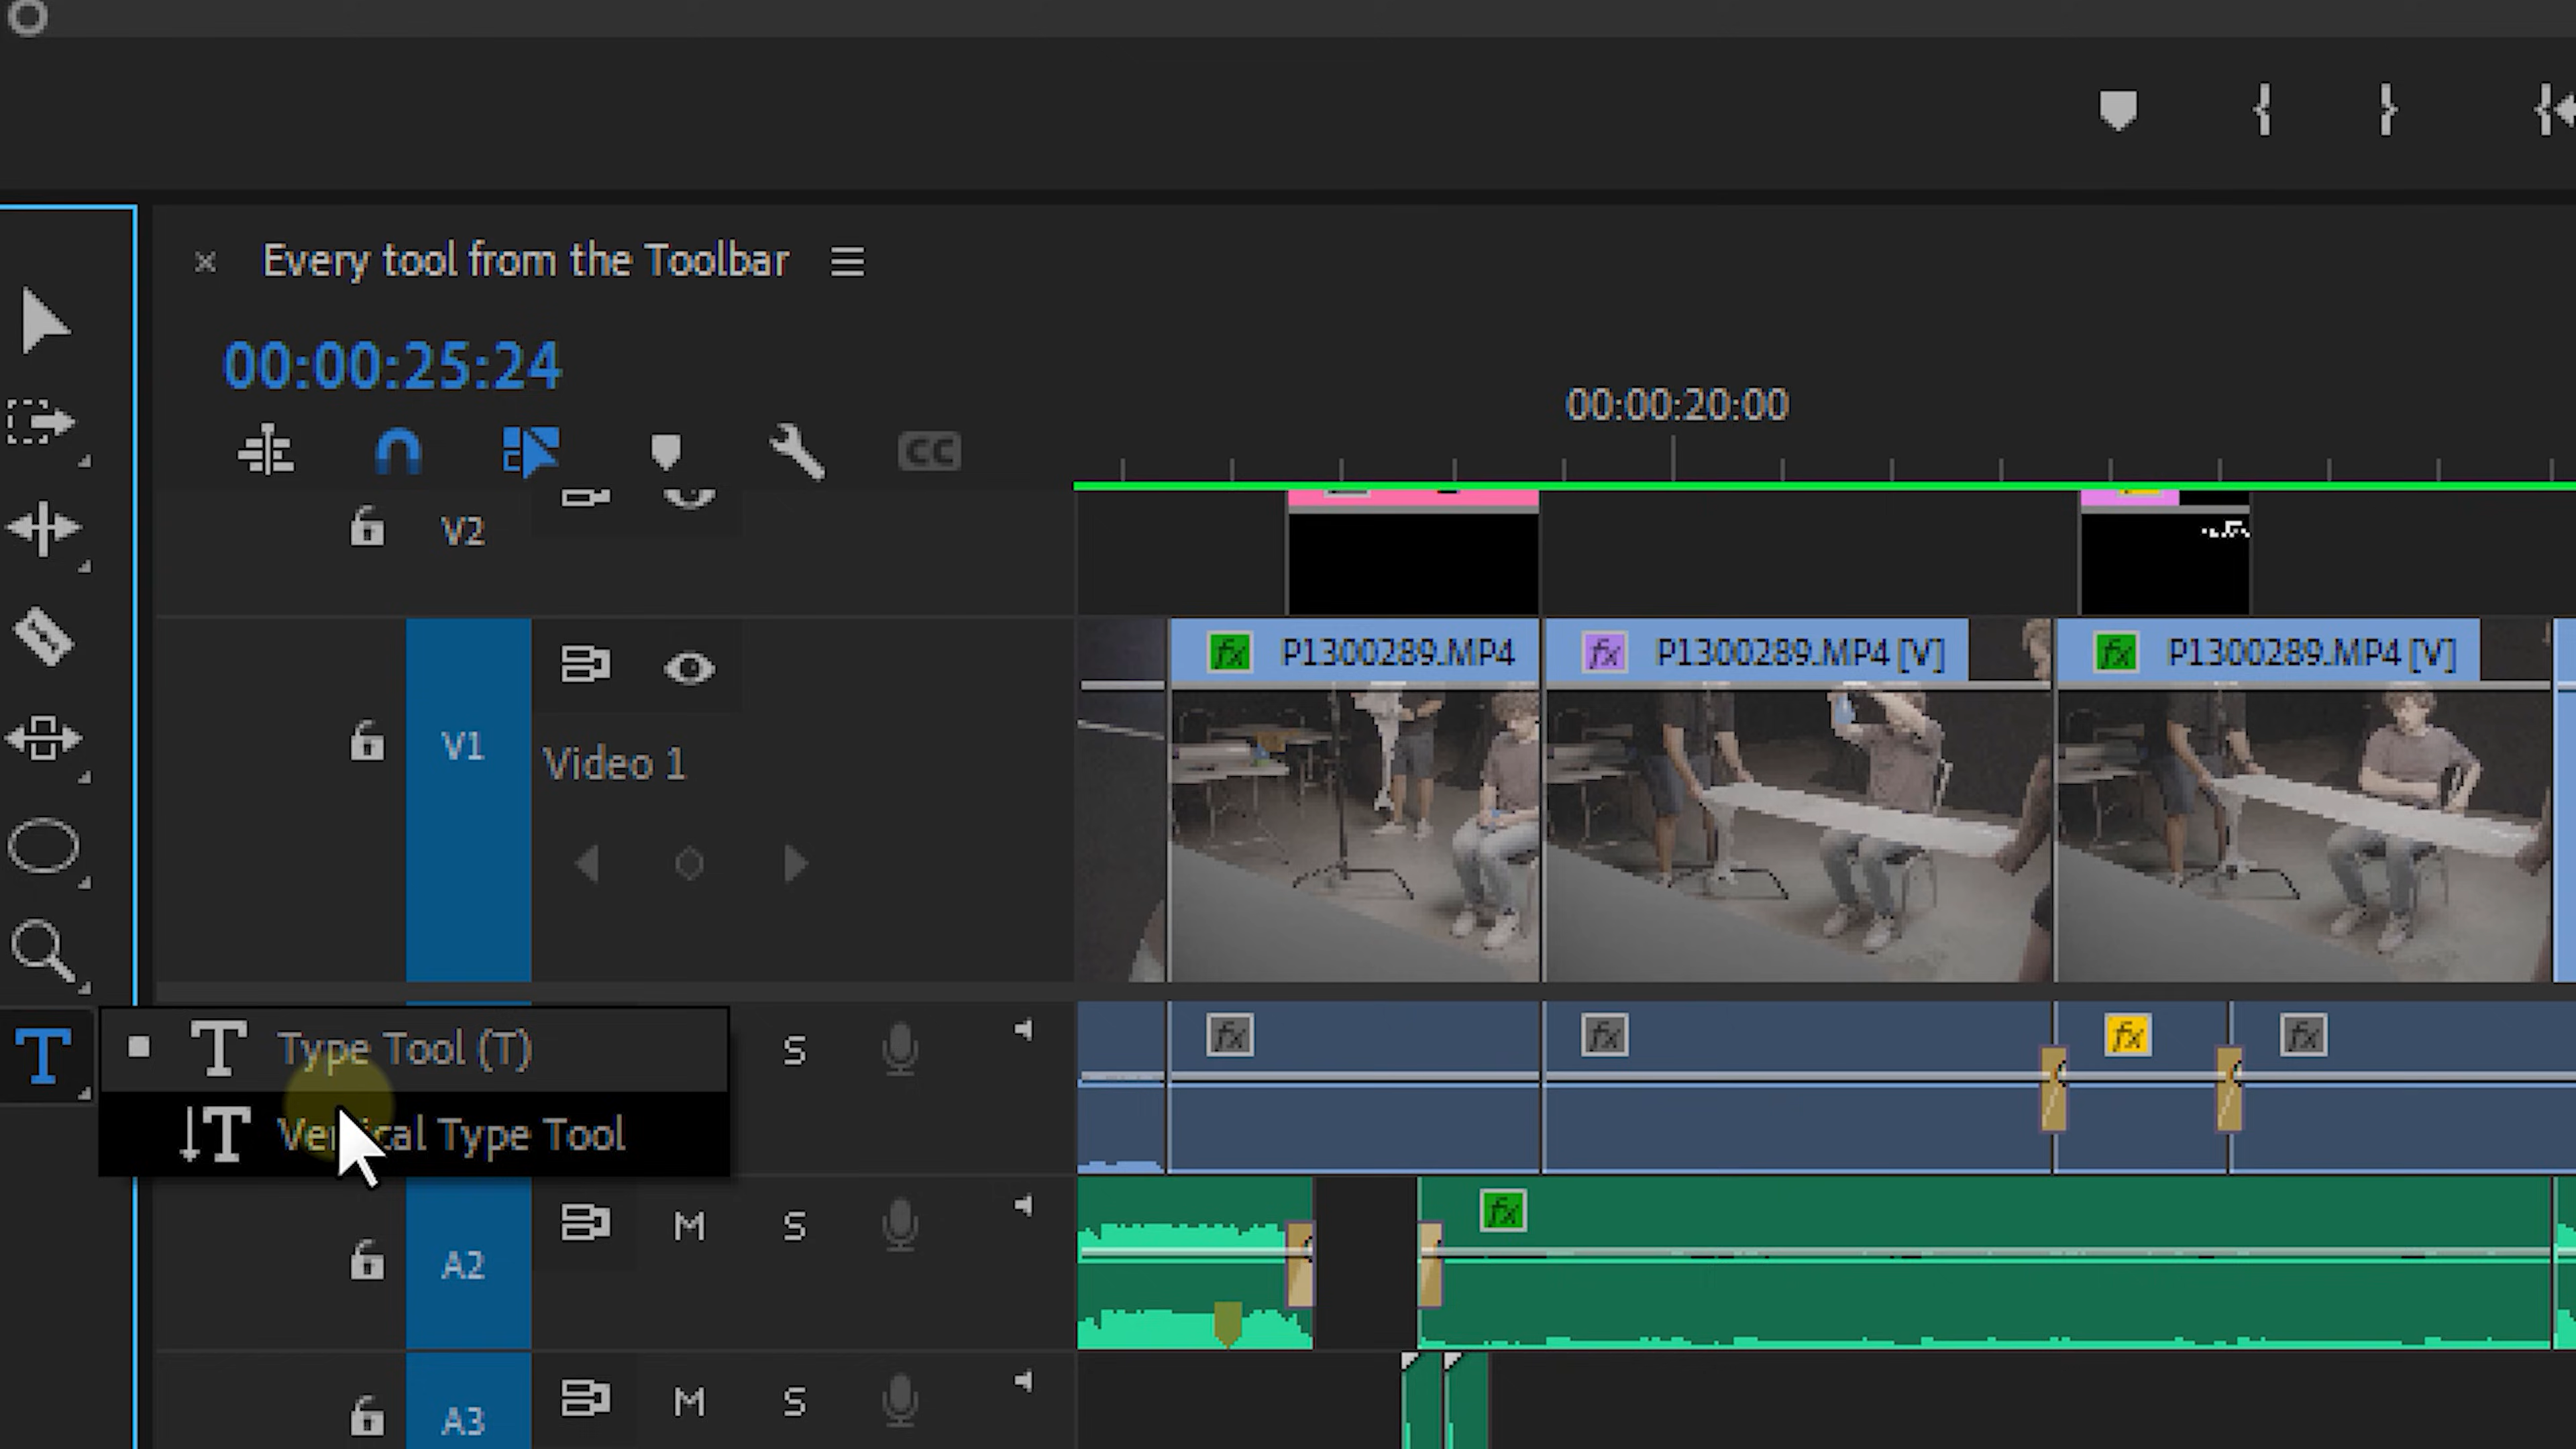 Every tool from the Toolbar
00:00:25:24
00:00:20:00
CC
V2
fx P1300289.MP4
fx P1300289.MP4 [V]
fx P1300289.MP4 [V]
V1
Video 1
T
T Type Tool (T)
S
fx
fx
fx
fx
T Vertical Type Tool
A2
M
S
fx
A3
M
S